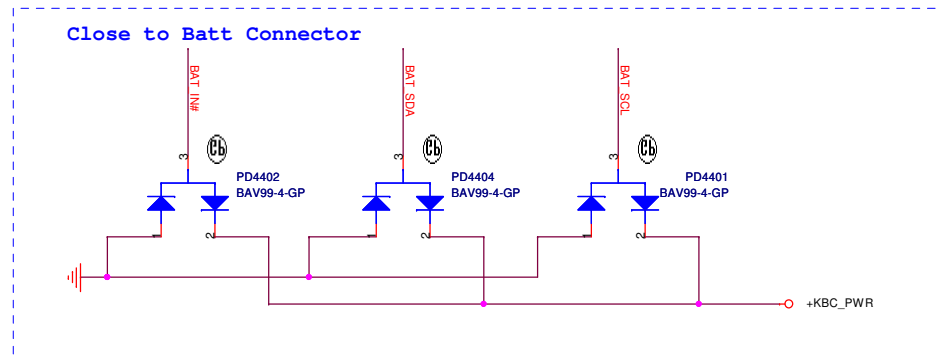 Close to Batt Connector
BAT_IN#
BAT_SDA
BAT_SCL
3
3
3
PD4402
BAV99-4-GP
PD4404
BAV99-4-GP
PD4401
BAV99-4-GP
1
2
1
2
1
2
+KBC_PWR